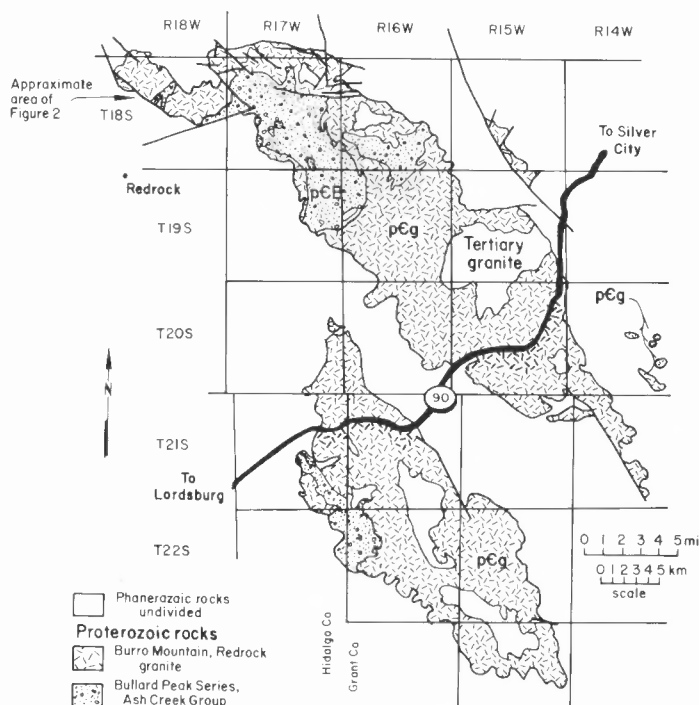 R18W
R17W
R16W
R15W
R14W
Approximate
area of
Figure 2
T18S
To Silver
City
Redrock
pЄB
T19S
pЄg
Tertiary
granite
pЄg
T20S
N
90
T21S
To
Lordsburg
T22S
pЄg
0 1 2 3 4 5 mi
0 1 2 3 4 5 km
scale
Phanerazaic rocks
undivided
Proterozoic rocks
Burro Mountain, Redrock
granite
Bullard Peak Series,
Ash Creek Group
Hidalgo Co
Grant Co